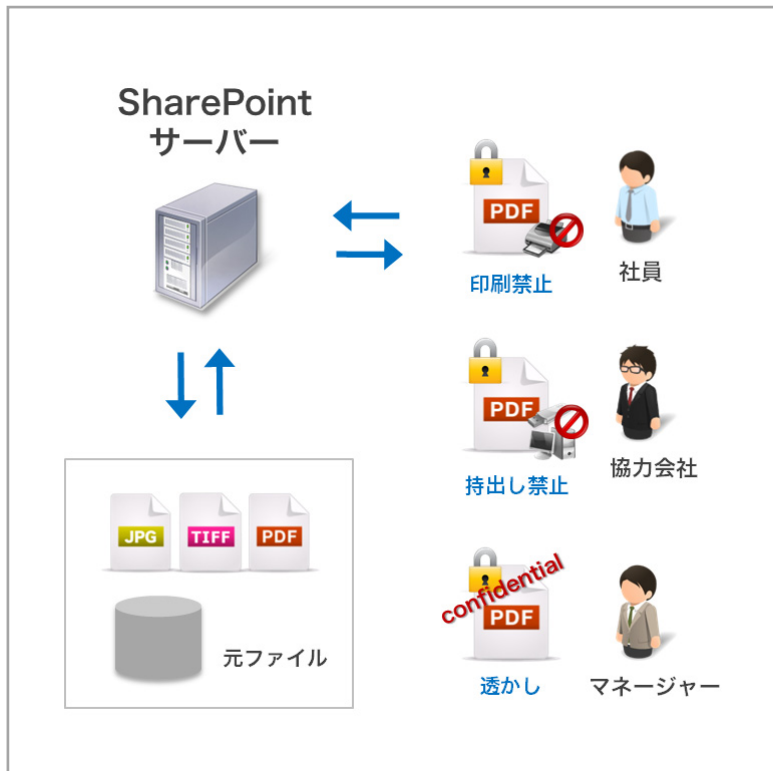 SharePoint
サーバー
PDF
印刷禁止
社員
PDF
持出し禁止
協力会社
JPG
TIFF
PDF
元ファイル
confidential
PDF
透かし
マネージャー